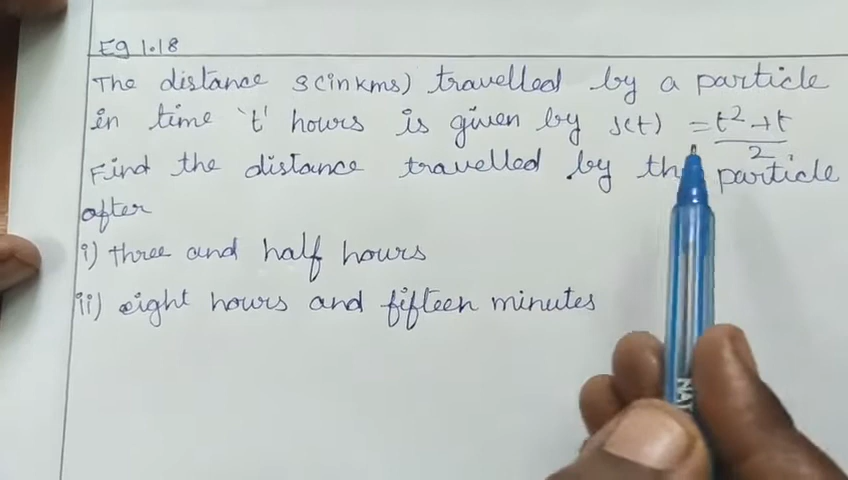 Eg 1.18
The distance s(in kms) travelled by a particle
in time 't' hours is given by s(t) = t² + t / 2
Find the distance travelled by the particle
after
i) three and half hours
ii) eight hours and fifteen minutes
NAT